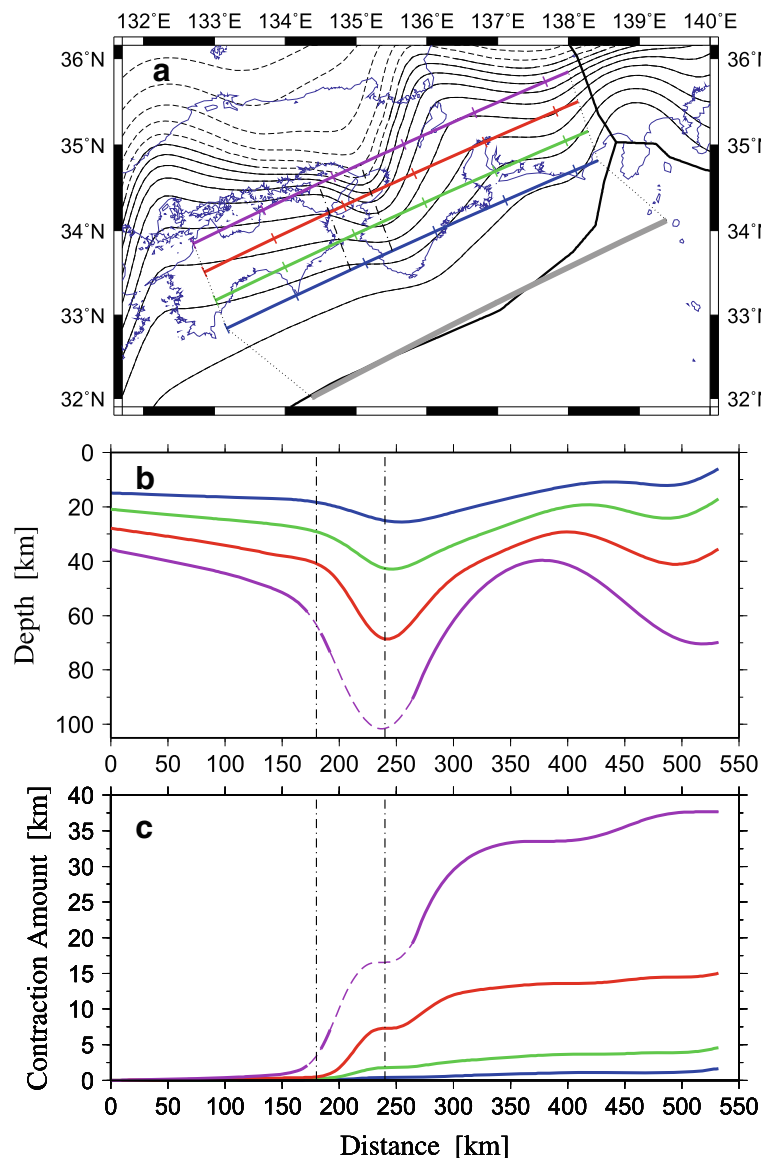 132˚E 133˚E 134˚E 135˚E 136˚E 137˚E 138˚E 139˚E 140˚E
36˚N
a
36˚N
35˚N
35˚N
34˚N
34˚N
33˚N
33˚N
32˚N
32˚N
b
0
20
40
60
80
100
Depth [km]
0 50 100 150 200 250 300 350 400 450 500 550
c
40
35
30
25
20
15
10
5
0
Contraction Amount [km]
0 50 100 150 200 250 300 350 400 450 500 550
Distance [km]